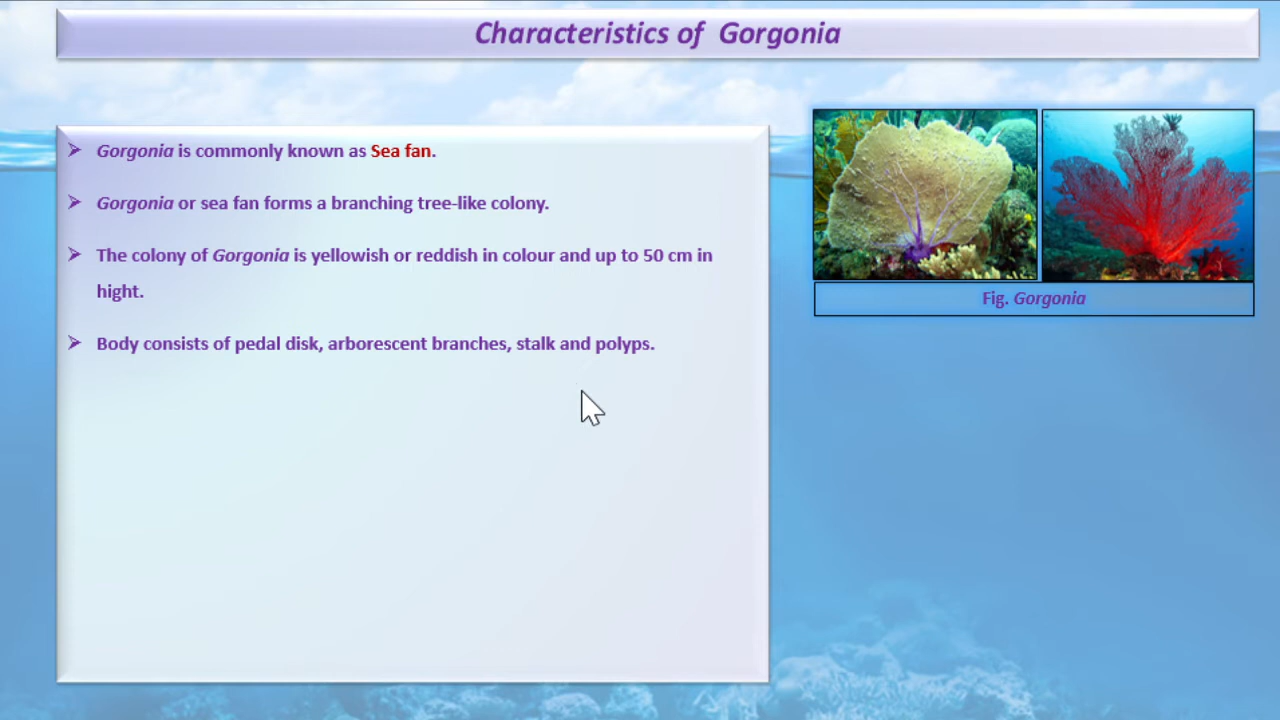 Characteristics of Gorgonia
➢ Gorgonia is commonly known as Sea fan.
➢ Gorgonia or sea fan forms a branching tree-like colony.
➢ The colony of Gorgonia is yellowish or reddish in colour and up to 50 cm in
hight.
➢ Body consists of pedal disk, arborescent branches, stalk and polyps.
Fig. Gorgonia